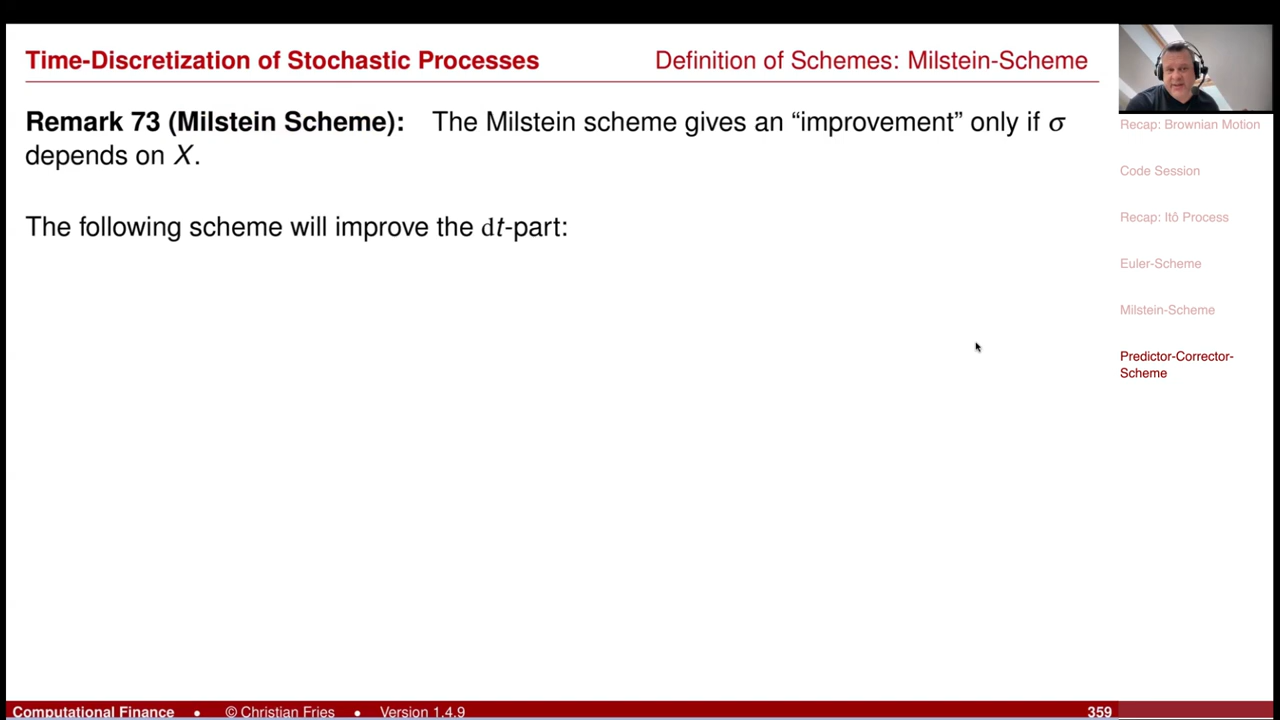 Time-Discretization of Stochastic Processes
Definition of Schemes: Milstein-Scheme
Remark 73 (Milstein Scheme): The Milstein scheme gives an “improvement” only if σ
depends on X.
The following scheme will improve the dt-part:
Recap: Brownian Motion
Code Session
Recap: Itô Process
Euler-Scheme
Milstein-Scheme
Predictor-Corrector-
Scheme
Computational Finance • © Christian Fries • Version 1.4.9
359